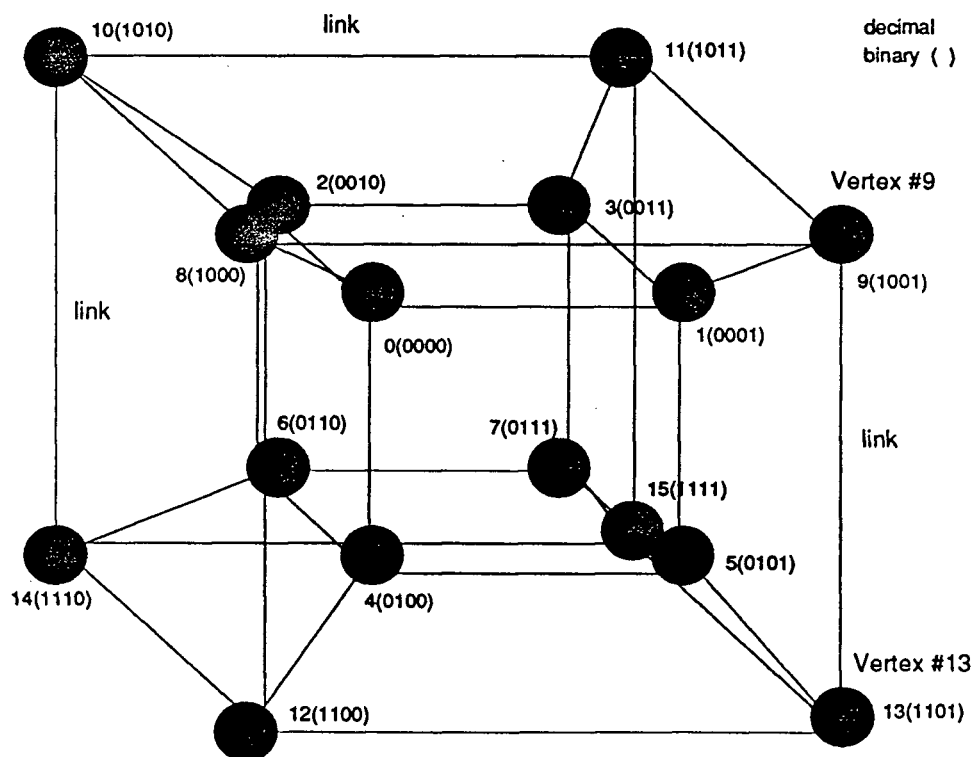 10(1010)
link
11(1011)
decimal
binary ( )
2(0010)
3(0011)
Vertex #9
8(1000)
9(1001)
link
0(0000)
1(0001)
6(0110)
7(0111)
link
15(1111)
14(1110)
4(0100)
5(0101)
Vertex #13
12(1100)
13(1101)